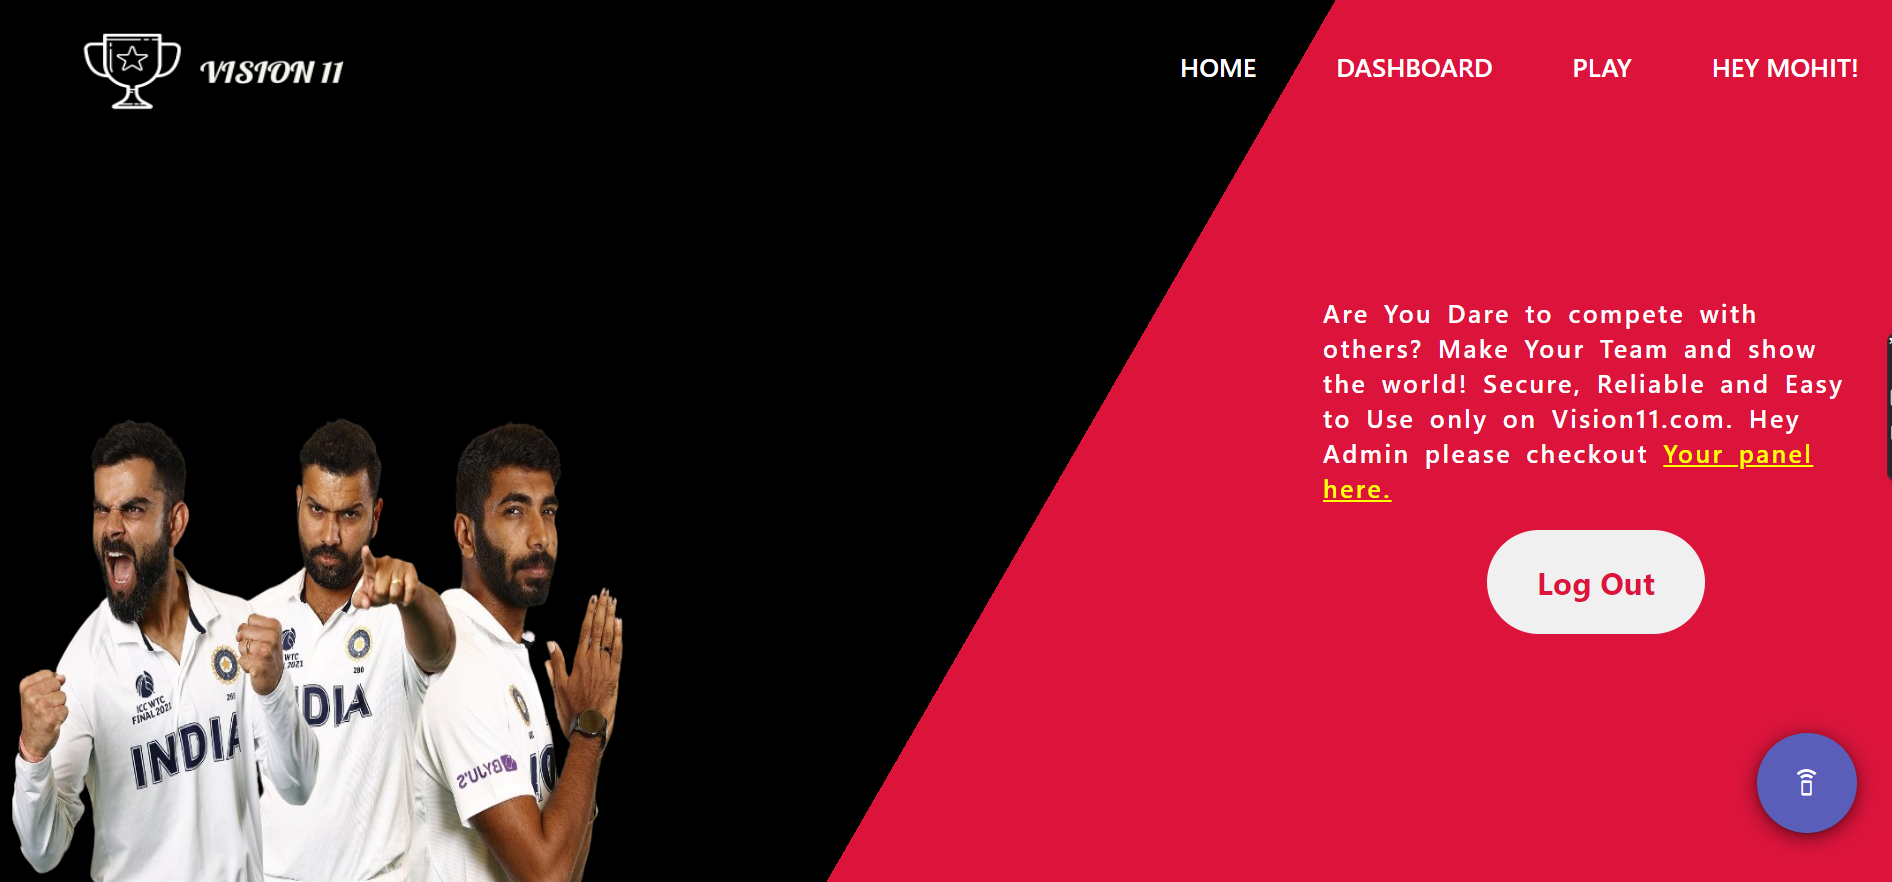 VISION 11
HOME DASHBOARD PLAY HEY MOHIT!
Are You Dare to compete with
others? Make Your Team and show
the world! Secure, Reliable and Easy
to Use only on Vision11.com. Hey
Admin please checkout Your panel
here.
Log Out
ICC WTC
FINAL 2021
INDIA
WTC
2021
280
DIA
BYJU'S